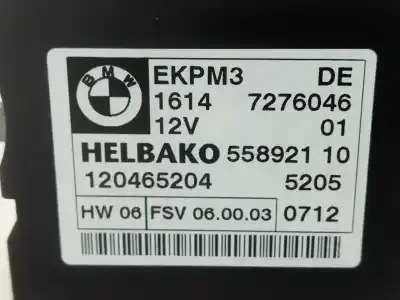 BMW
EKPM3 DE
1614 7276046
12V 01
HELBAKO 558921 10
120465204 5205
HW 06 FSV 06.00.03 0712